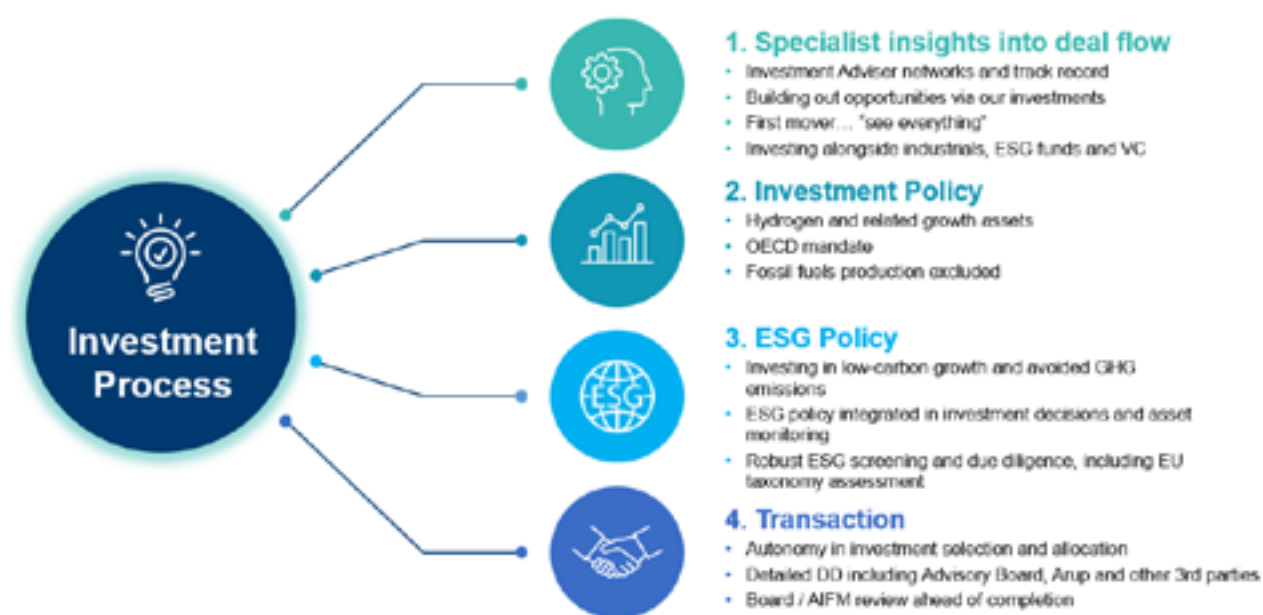 Investment
Process
1. Specialist insights into deal flow
• Investment Adviser networks and track record
• Building out opportunities via our investments
• First mover... "see everything"
• Investing alongside industrials, ESG funds and VC
2. Investment Policy
• Hydrogen and related growth assets
• OECD mandate
• Fossil fuels production excluded
ESG
3. ESG Policy
• Investing in low-carbon growth and avoided GHG
emissions
• ESG policy integrated in investment decisions and asset
monitoring
• Robust ESG screening and due diligence, including EU
taxonomy assessment
4. Transaction
• Autonomy in investment selection and allocation
• Detailed DD including Advisory Board, Arup and other 3rd parties
• Board / AIFM review ahead of completion